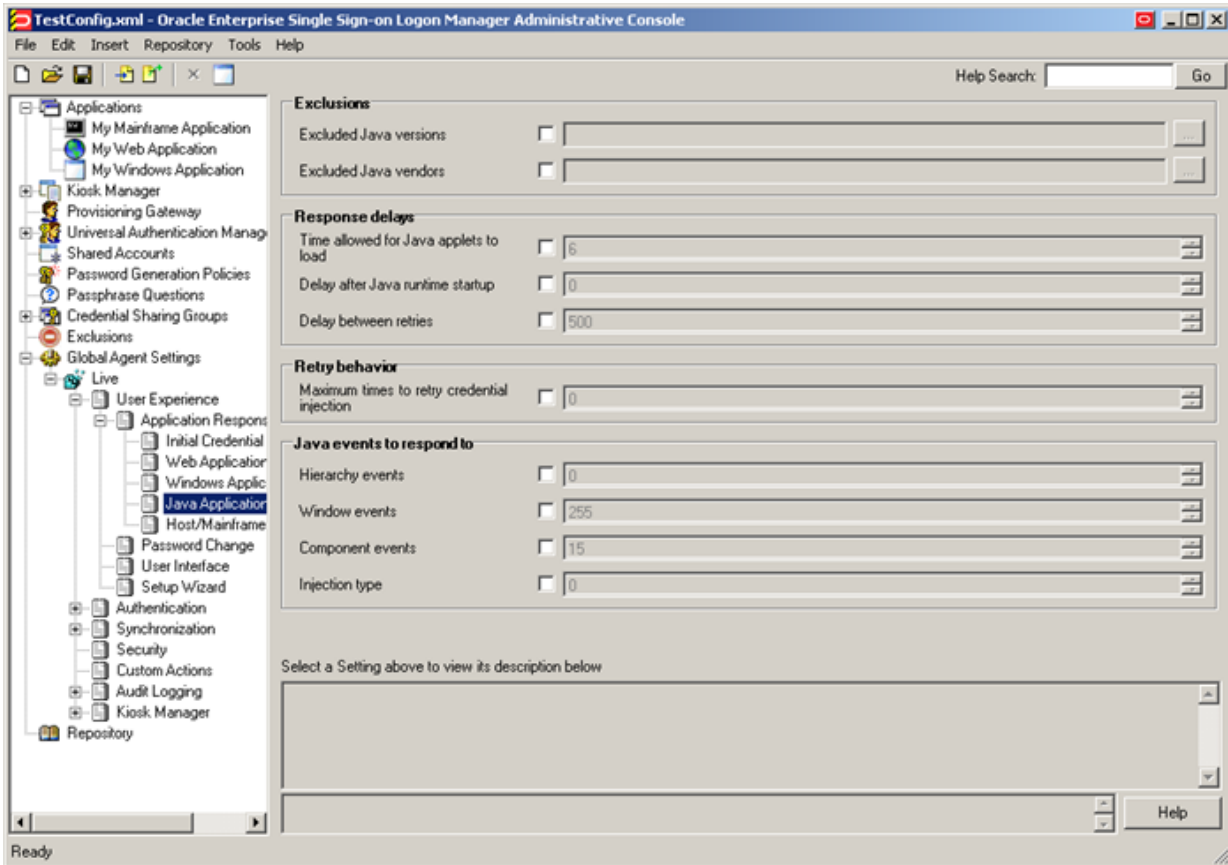 TestConfig.xml - Oracle Enterprise Single Sign-on Logon Manager Administrative Console
File Edit Insert Repository Tools Help
Help Search: Go
Applications
My Mainframe Application
My Web Application
My Windows Application
Kiosk Manager
Provisioning Gateway
Universal Authentication Manag
Shared Accounts
Password Generation Policies
Passphrase Questions
Credential Sharing Groups
Exclusions
Global Agent Settings
Live
User Experience
Application Respons
Initial Credential
Web Application
Windows Applic
Java Application
Host/Mainframe
Password Change
User Interface
Setup Wizard
Authentication
Synchronization
Security
Custom Actions
Audit Logging
Kiosk Manager
Repository
Exclusions
Excluded Java versions ...
Excluded Java vendors ...
Response delays
Time allowed for Java applets to
load
6
Delay after Java runtime startup 0
Delay between retries 500
Retry behavior
Maximum times to retry credential
injection
0
Java events to respond to
Hierarchy events 0
Window events 255
Component events 15
Injection type 0
Select a Setting above to view its description below
Help
Ready